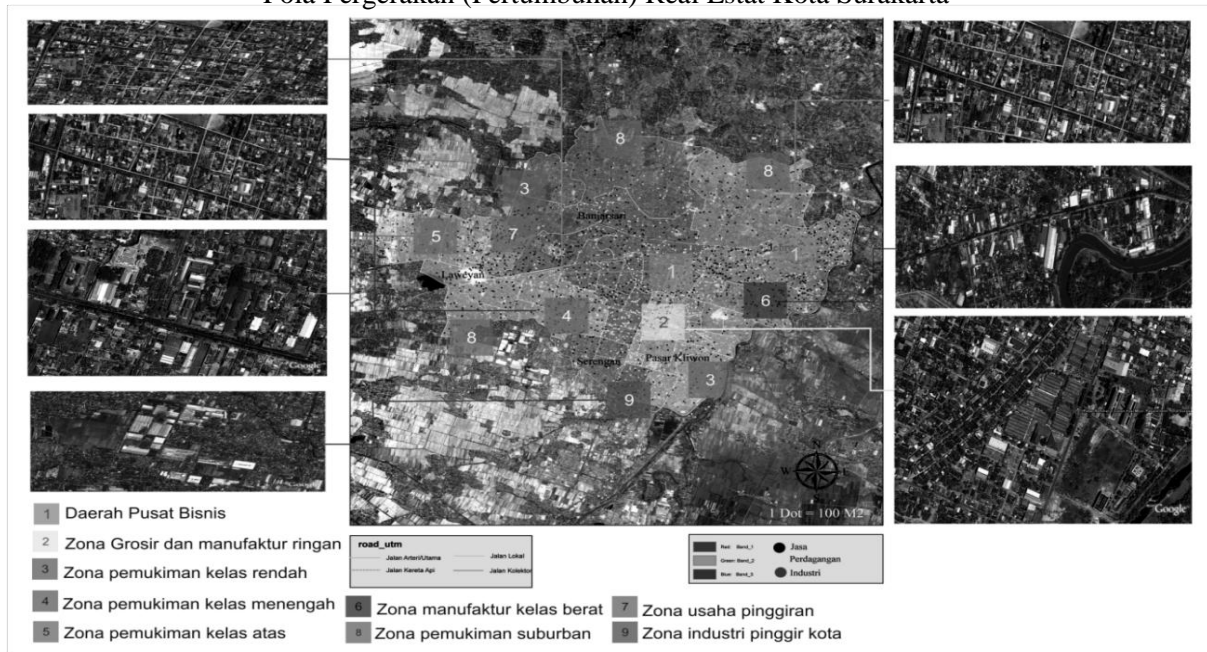 Pola Pergerakan (Pertumbuhan) Real Estat Kota Surakarta
8
3
8
Banjarsari
5
7
1
1
Laweyan
6
4
2
8
Serengan
Pasar Kliwon
3
9
N
W
E
1 Dot = 100 M2
Google
Google
1 Daerah Pusat Bisnis
2 Zona Grosir dan manufaktur ringan
3 Zona pemukiman kelas rendah
4 Zona pemukiman kelas menengah
5 Zona pemukiman kelas atas
6 Zona manufaktur kelas berat
8 Zona pemukiman suburban
7 Zona usaha pinggiran
9 Zona industri pinggir kota
road_utm
Jalan Arteri/Utama
Jalan Lokal
Jalan Kereta Api
Jalan Kolektor
Red: Band_1
Green: Band_2
Blue: Band_3
Jasa
Perdagangan
Industri